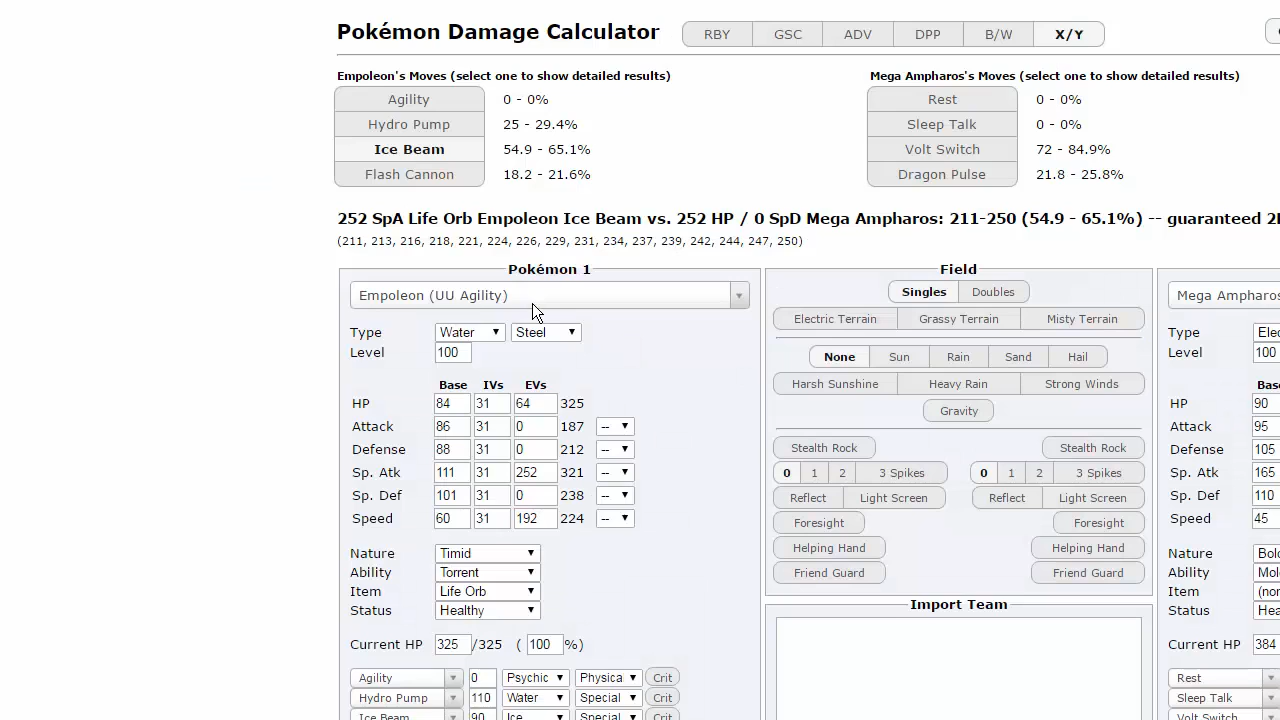 Pokémon Damage Calculator RBY GSC ADV DPP B/W X/Y
Empoleon's Moves (select one to show detailed results) Mega Ampharos's Moves (select one to show detailed results)
Agility 0 - 0% Rest 0 - 0%
Hydro Pump 25 - 29.4% Sleep Talk 0 - 0%
Ice Beam 54.9 - 65.1% Volt Switch 72 - 84.9%
Flash Cannon 18.2 - 21.6% Dragon Pulse 21.8 - 25.8%
252 SpA Life Orb Empoleon Ice Beam vs. 252 HP / 0 SpD Mega Ampharos: 211-250 (54.9 - 65.1%) -- guaranteed
(211, 213, 216, 218, 221, 224, 226, 229, 231, 234, 237, 239, 242, 244, 247, 250)
Pokémon 1
Empoleon (UU Agility)
Type Water Steel
Level 100
Base IVs EVs
HP 84 31 64 325
Attack 86 31 0 187 --
Defense 88 31 0 212 --
Sp. Atk 111 31 252 321 --
Sp. Def 101 31 0 238 --
Speed 60 31 192 224 --
Nature Timid
Ability Torrent
Item Life Orb
Status Healthy
Current HP 325 /325 ( 100 %)
Agility 0 Psychic Physica Crit
Hydro Pump 110 Water Special Crit
Ice Beam 90 Ice Special Crit
Field
Singles Doubles
Electric Terrain Grassy Terrain Misty Terrain
None Sun Rain Sand Hail
Harsh Sunshine Heavy Rain Strong Winds
Gravity
Stealth Rock Stealth Rock
0 1 2 3 Spikes 0 1 2 3 Spikes
Reflect Light Screen Reflect Light Screen
Foresight Foresight
Helping Hand Helping Hand
Friend Guard Friend Guard
Import Team
Mega Ampharos
Type
Level 100
HP 90
Attack 95
Defense 105
Sp. Atk 165
Sp. Def 110
Speed 45
Nature
Ability
Item
Status
Current HP 384
Rest
Sleep Talk
Volt Switch